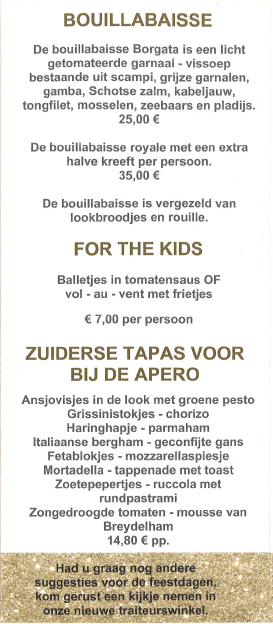 BOUILLABAISSE
De bouillabaisse Borgata is een licht
getomateerde garnaal - vissoep
bestaande uit scampi, grijze garnalen,
gamba, Schotse zalm, kabeljauw,
tongfilet, mosselen, zeebaars en pladijs.
25,00 €
De bouillabaisse royale met een extra
halve kreeft per persoon.
35,00 €
De bouillabaisse is vergezeld van
lookbroodjes en rouille.
FOR THE KIDS
Balletjes in tomatensaus OF
vol - au - vent met frietjes
€ 7,00 per persoon
ZUIDERSE TAPAS VOOR
BIJ DE APERO
Ansjovisjes in de look met groene pesto
Grissinistokjes - chorizo
Haringhapje - parmaham
Italiaanse bergham - geconfijte gans
Fetablokjes - mozzarellaspiesje
Mortadella - tappenade met toast
Zoetepepertjes - ruccola met
rundpastrami
Zongedroogde tomaten - mousse van
Breydelham
14,80 € pp.
Had u graag nog andere
suggesties voor de feestdagen,
kom gerust een kijkje nemen in
onze nieuwe traiteurswinkel.